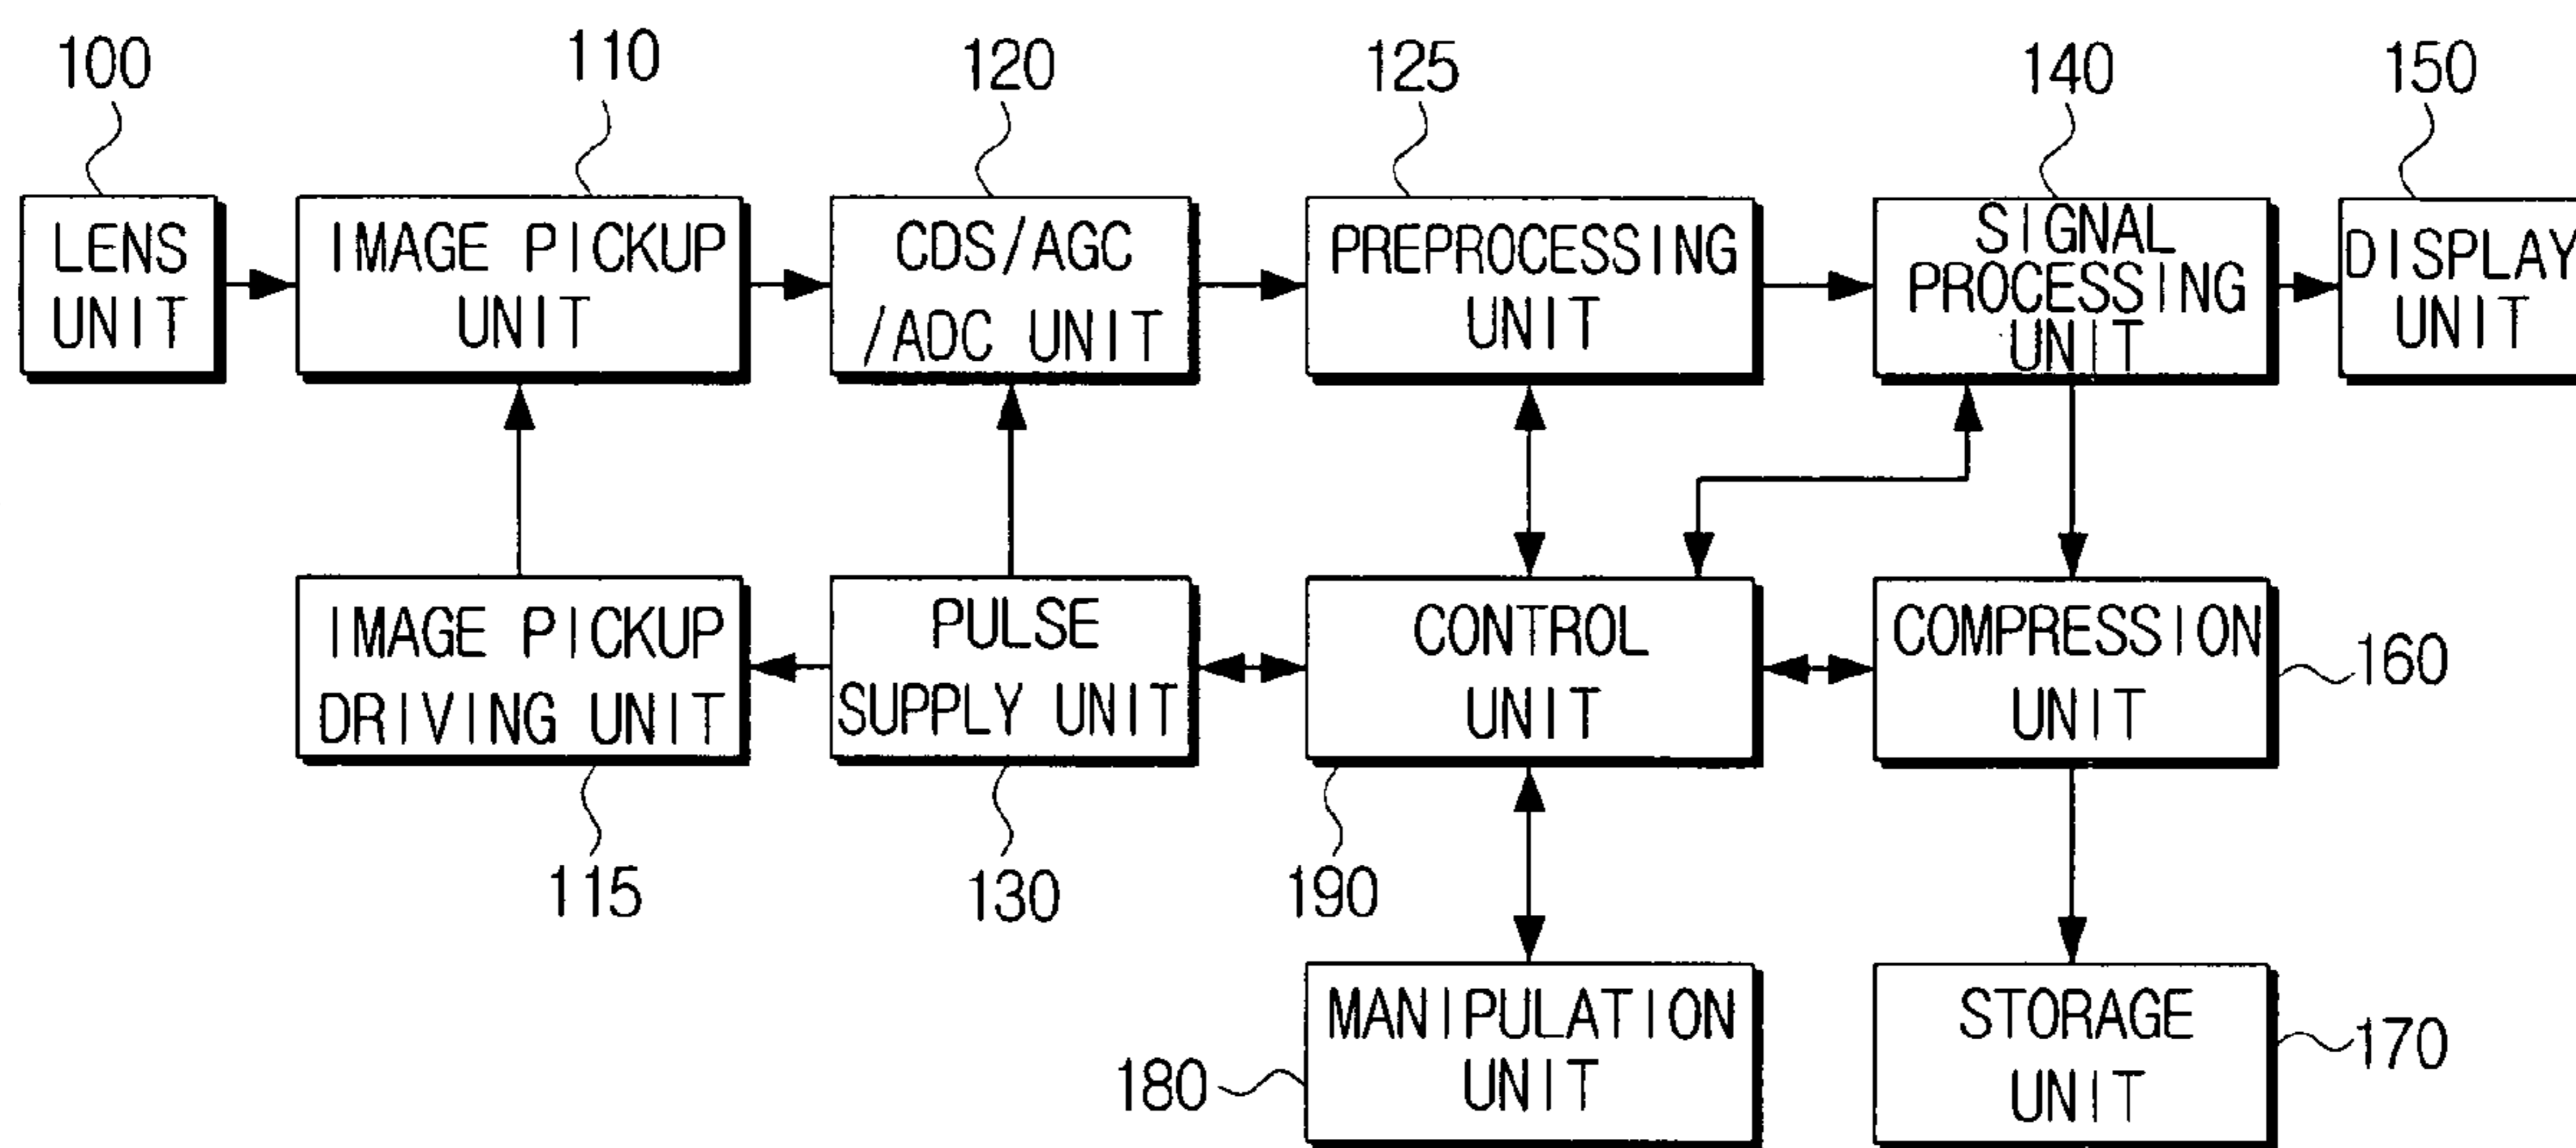 100
110
120
125
140
150
LENS
UNIT
IMAGE PICKUP
UNIT
CDS/AGC
/ADC UNIT
PREPROCESSING
UNIT
SIGNAL
PROCESSING
UNIT
DISPLAY
UNIT
IMAGE PICKUP
DRIVING UNIT
PULSE
SUPPLY UNIT
CONTROL
UNIT
COMPRESSION
UNIT
160
115
130
190
MANIPULATION
UNIT
180
STORAGE
UNIT
170